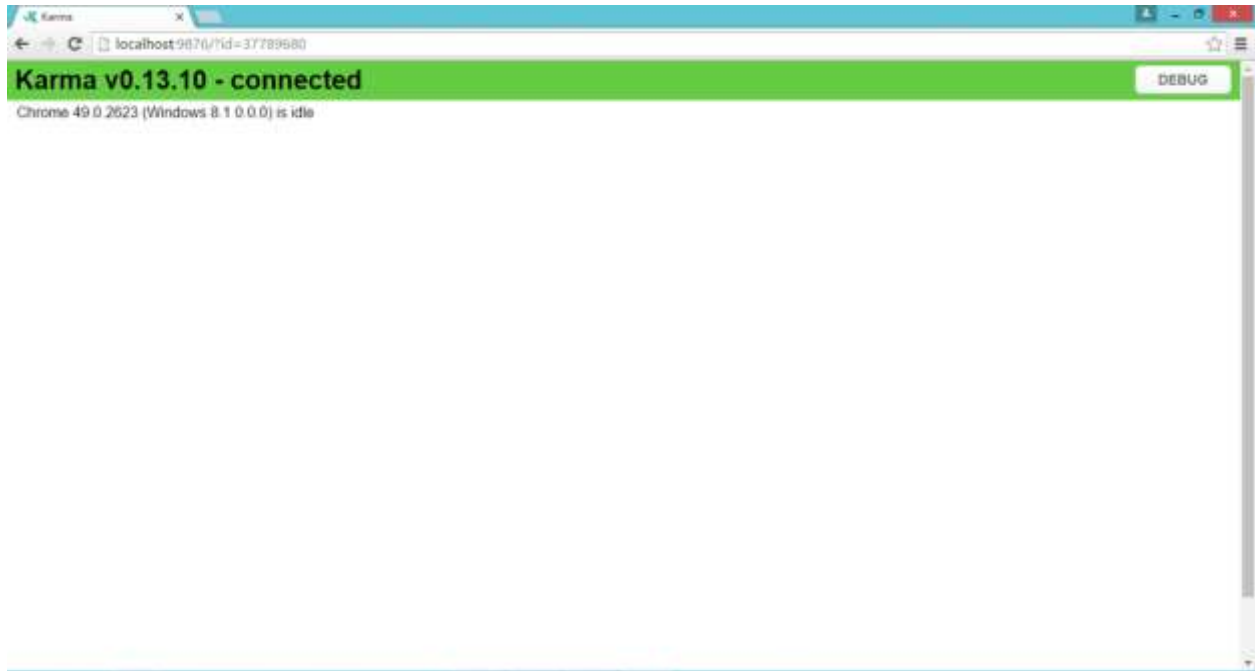 Karma
localhost:9876/?id=37789680
Karma v0.13.10 - connected
DEBUG
Chrome 49.0.2623 (Windows 8.1 0.0.0) is idle